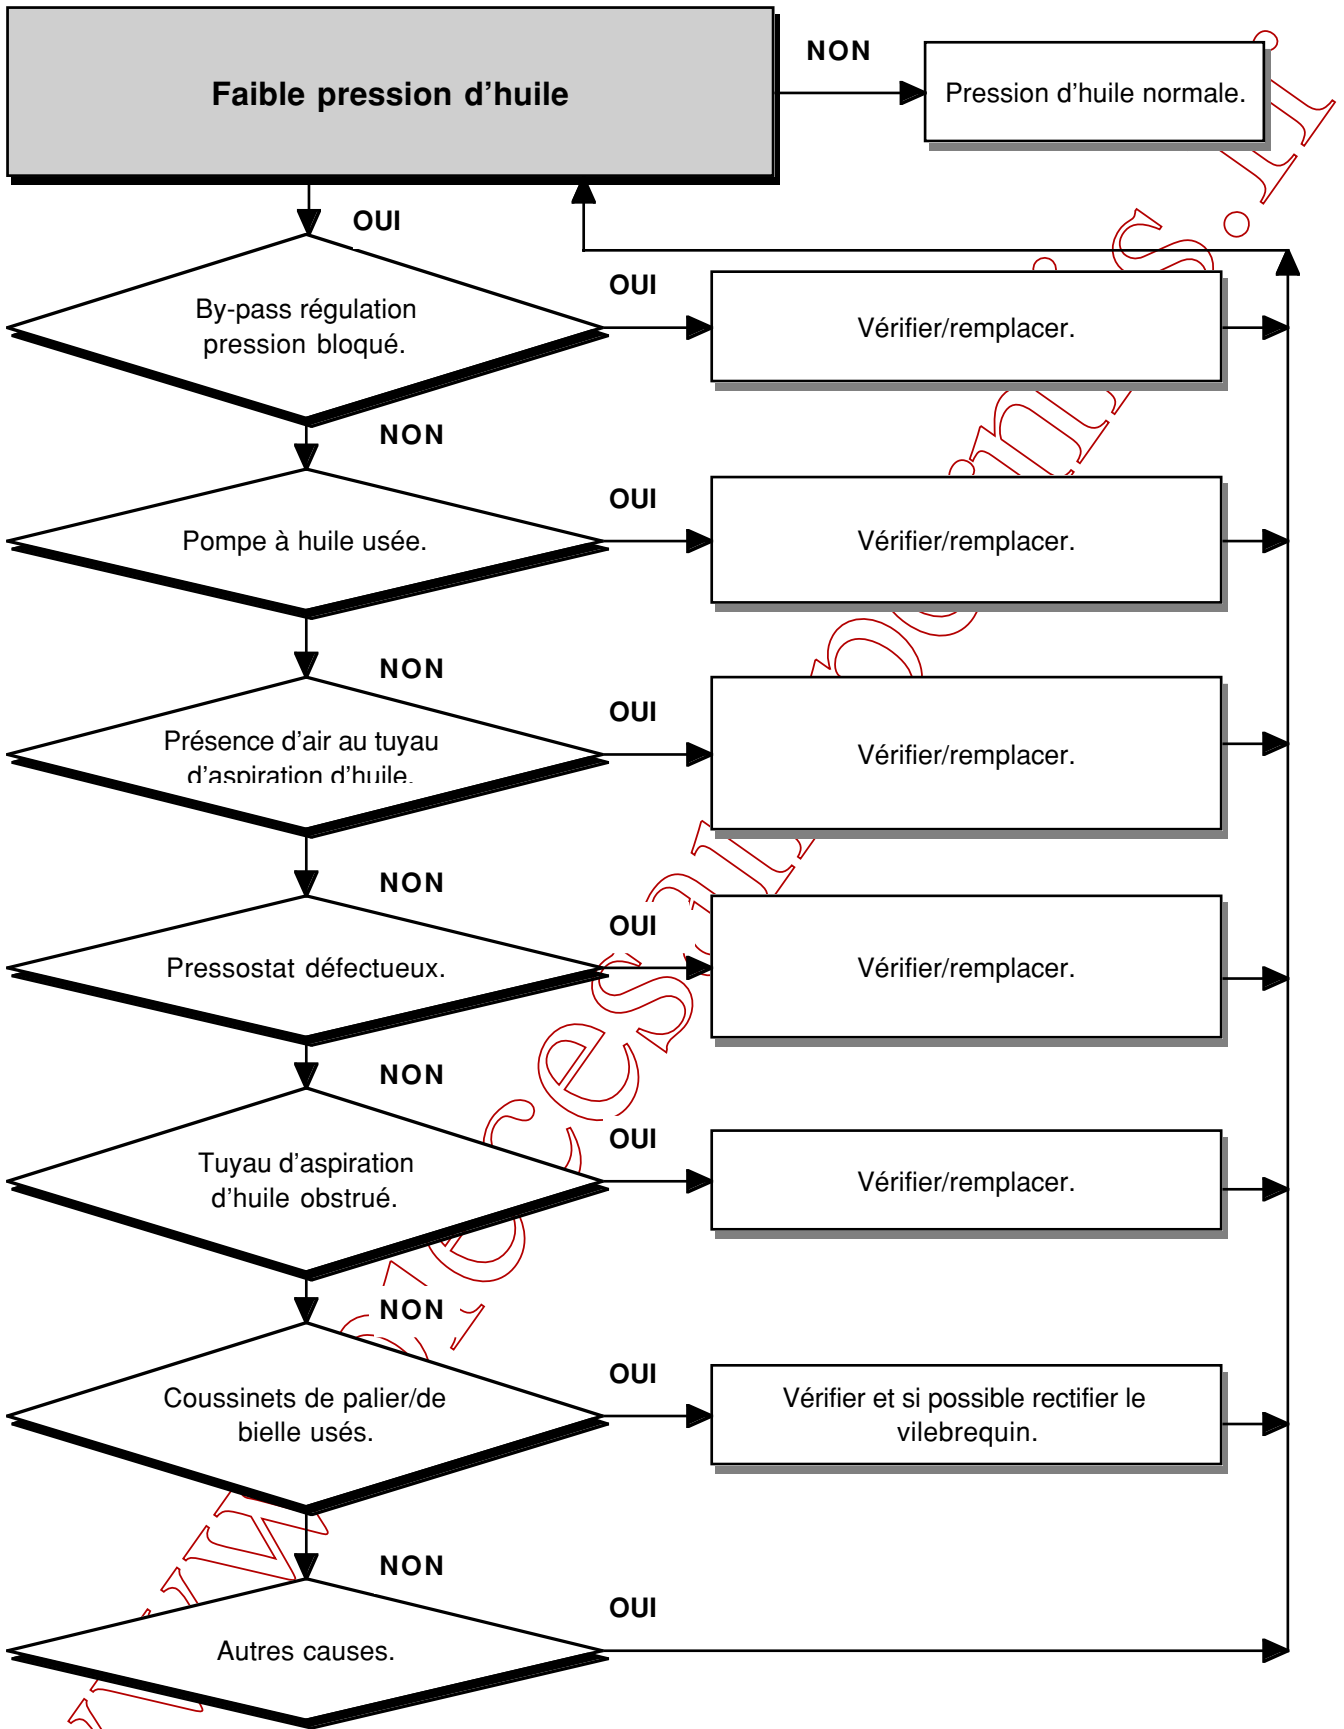 Faible pression d'huile
NON
Pression d'huile normale.
OUI
By-pass régulation
pression bloqué.
OUI
Vérifier/remplacer.
NON
Pompe à huile usée.
OUI
Vérifier/remplacer.
NON
Présence d'air au tuyau
d'aspiration d'huile.
OUI
Vérifier/remplacer.
NON
Pressostat défectueux.
OUI
Vérifier/remplacer.
NON
Tuyau d'aspiration
d'huile obstrué.
OUI
Vérifier/remplacer.
NON
Coussinets de palier/de
bielle usés.
OUI
Vérifier et si possible rectifier le
vilebrequin.
NON
Autres causes.
OUI